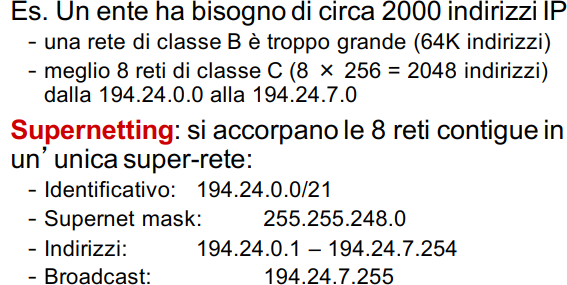 Es. Un ente ha bisogno di circa 2000 indirizzi IP
- una rete di classe B è troppo grande (64K indirizzi)
- meglio 8 reti di classe C (8 × 256 = 2048 indirizzi)
dalla 194.24.0.0 alla 194.24.7.0
Supernetting: si accorpano le 8 reti contigue in
un’ unica super-rete:
- Identificativo: 194.24.0.0/21
- Supernet mask: 255.255.248.0
- Indirizzi: 194.24.0.1 – 194.24.7.254
- Broadcast: 194.24.7.255